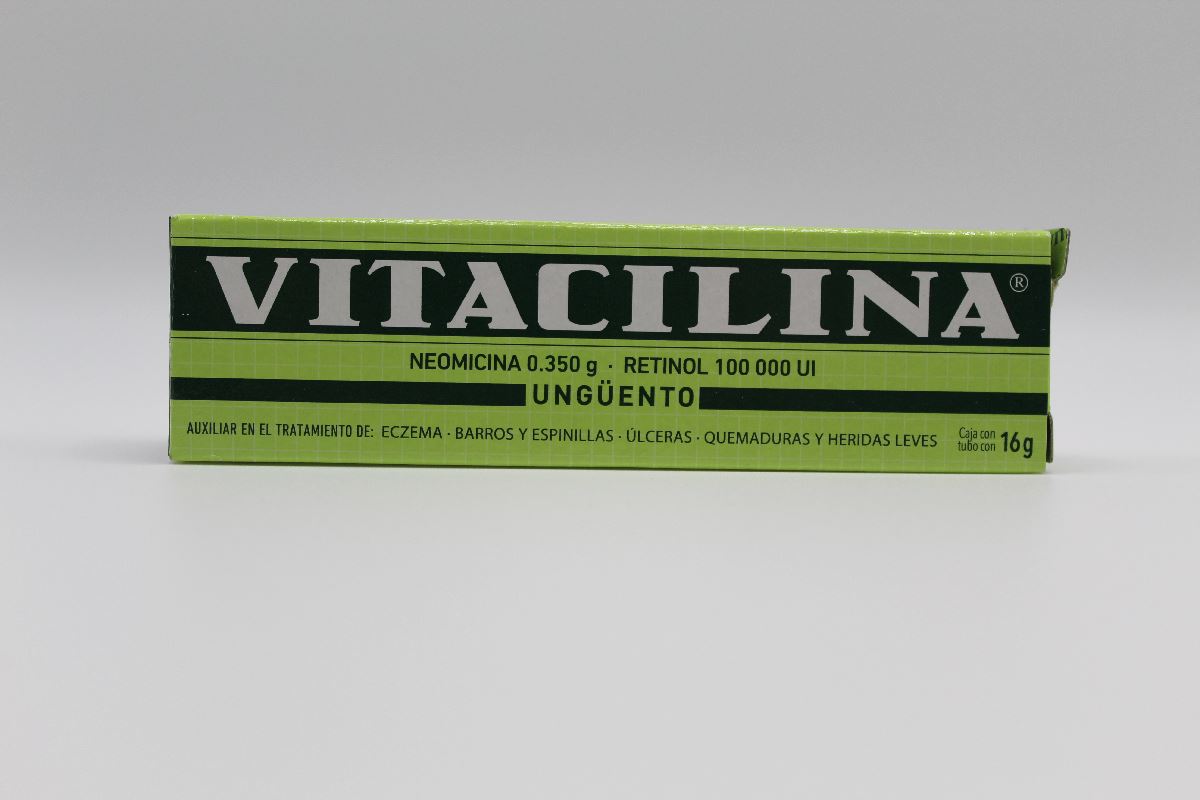 VITACILINA®
NEOMICINA 0.350 g · RETINOL 100 000 UI
UNGÜENTO
AUXILIAR EN EL TRATAMIENTO DE: ECZEMA · BARROS Y ESPINILLAS · ÚLCERAS · QUEMADURAS Y HERIDAS LEVES
Caja con
tubo con 16 g